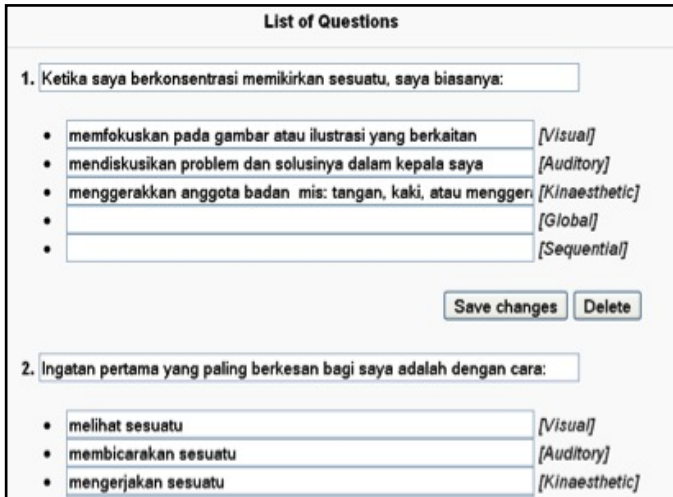 List of Questions
1. Ketika saya berkonsentrasi memikirkan sesuatu, saya biasanya:
• memfokuskan pada gambar atau ilustrasi yang berkaitan [Visual]
• mendiskusikan problem dan solusinya dalam kepala saya [Auditory]
• menggerakkan anggota badan mis: tangan, kaki, atau [Kinaesthetic]
• [Global]
• [Sequential]
Save changes Delete
2. Ingatan pertama yang paling berkesan bagi saya adalah dengan cara:
• melihat sesuatu [Visual]
• membicarakan sesuatu [Auditory]
• mengerjakan sesuatu [Kinaesthetic]